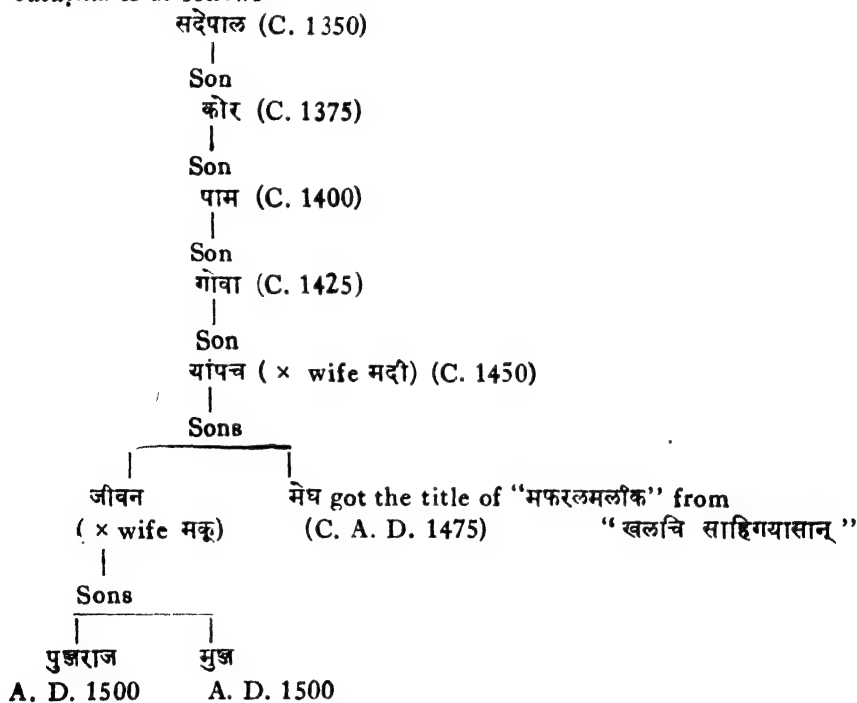 सदेपाल (C. 1350)
Son
कोर (C. 1375)
Son
पाम (C. 1400)
Son
गोवा (C. 1425)
Son
यांपच ( × wife मदी) (C. 1450)
Sons
जीवन मेघ got the title of “मफरलमलीक” from
( × wife मकू) (C. A. D. 1475) “ खलचि साहिगयासान् ”
Sons
पुञ्जराज मुञ्ज
A. D. 1500 A. D. 1500